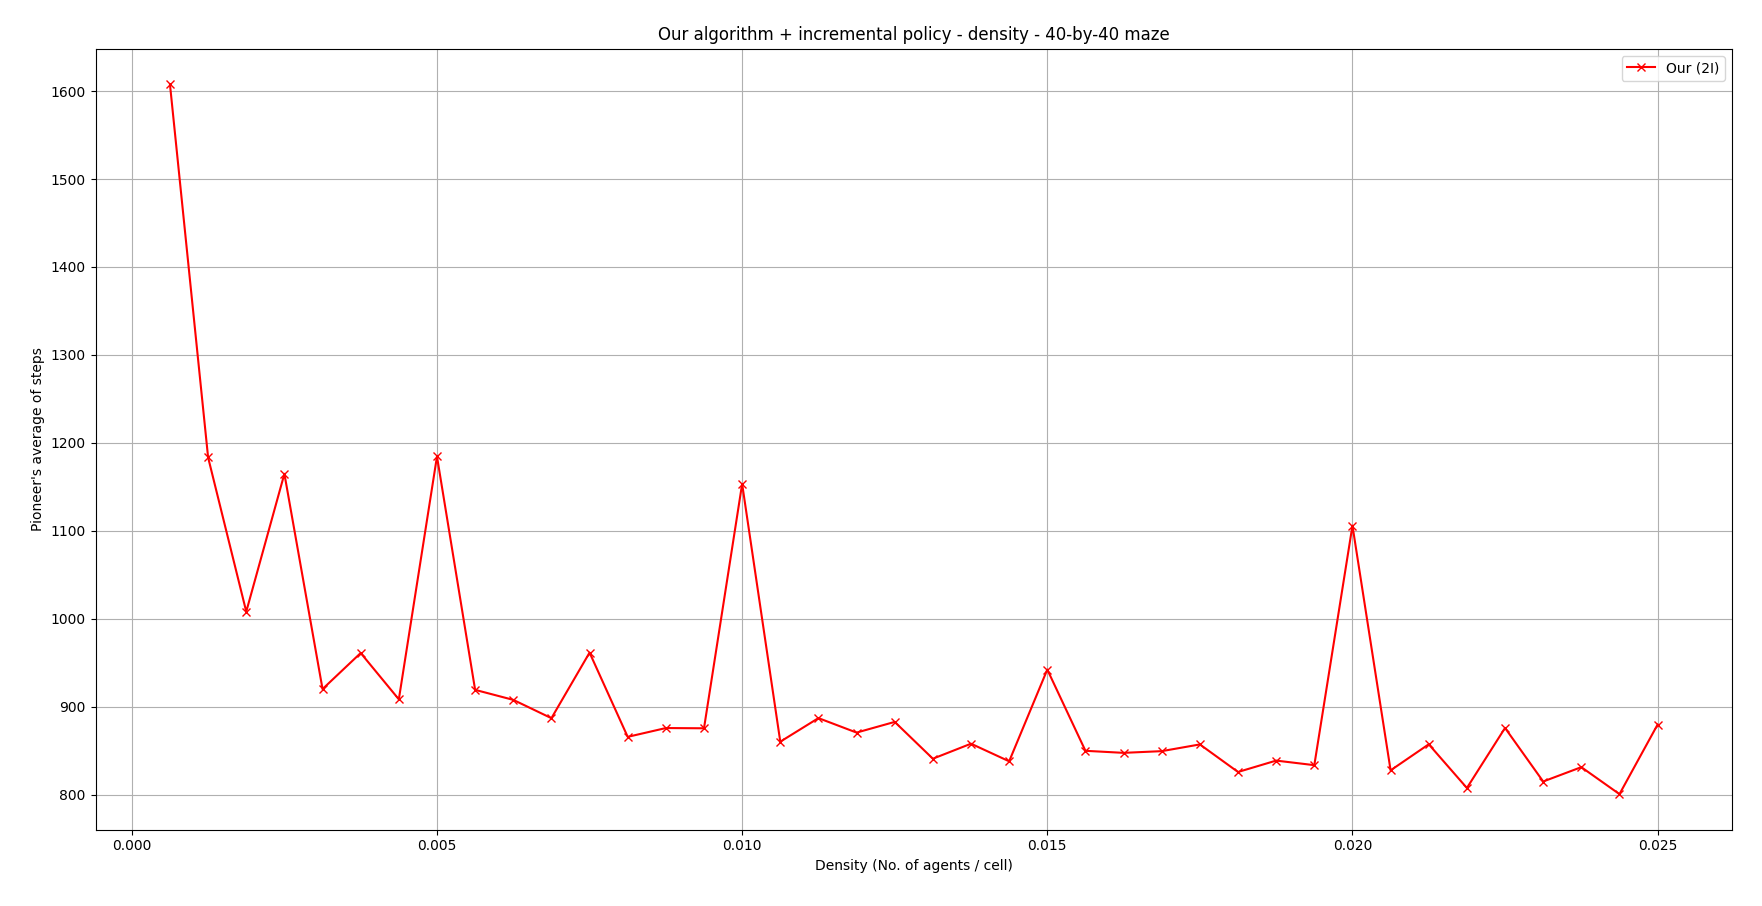 Our algorithm + incremental policy - density - 40-by-40 maze
Our (2I)
1600
1500
1400
1300
1200
1100
1000
900
800
Pioneer's average of steps
0.000 0.005 0.010 0.015 0.020 0.025
Density (No. of agents / cell)